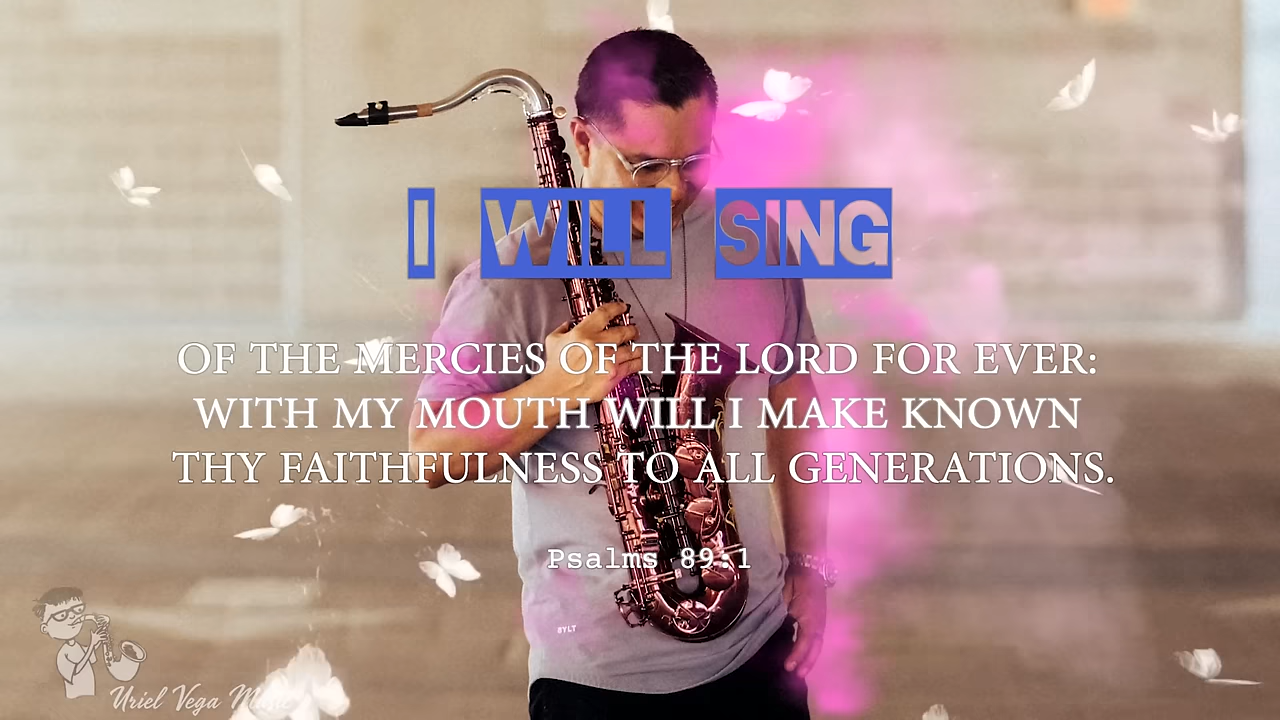 I WILL SING
OF THE MERCIES OF THE LORD FOR EVER:
WITH MY MOUTH WILL I MAKE KNOWN
THY FAITHFULNESS TO ALL GENERATIONS.
Psalms 89:1
8YLT
Uriel Vega Music